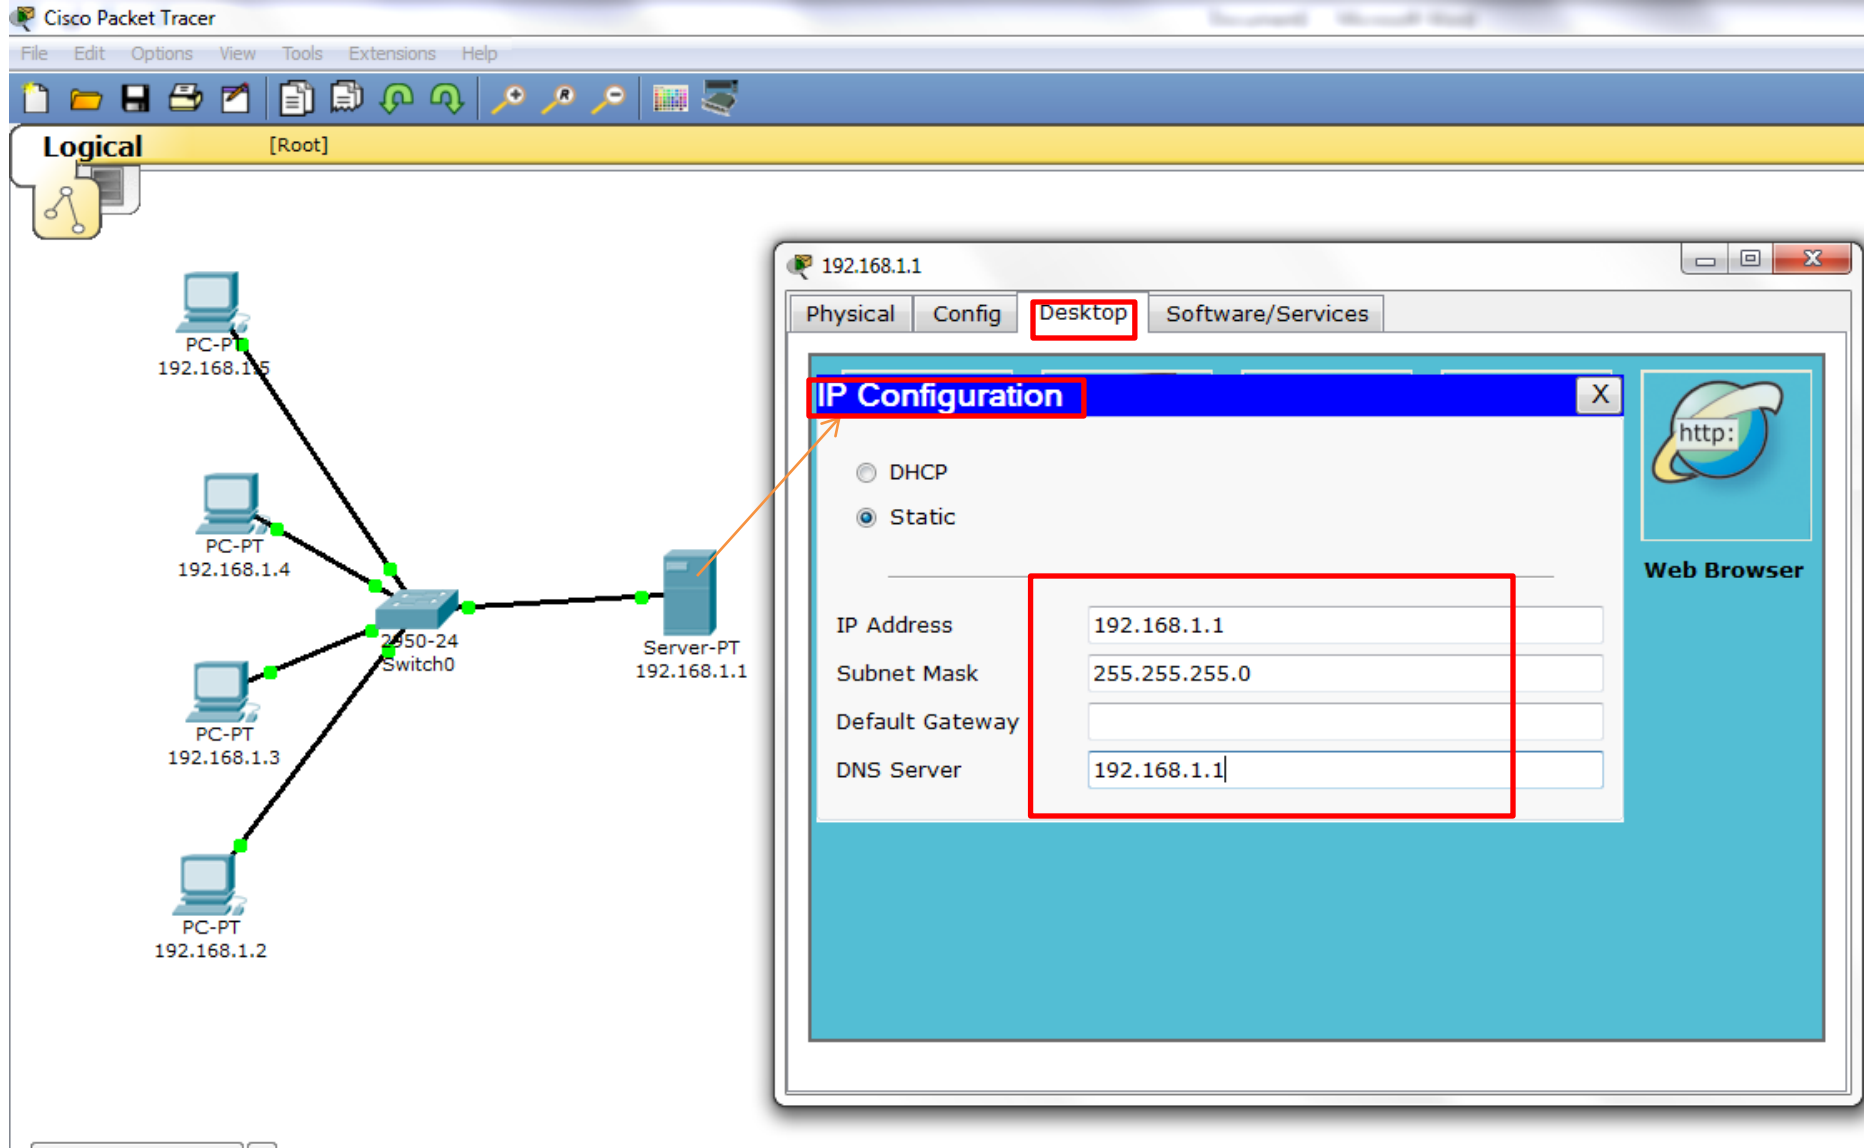 Cisco Packet Tracer
File Edit Options View Tools Extensions Help
R
Logical [Root]
PC-PT
192.168.1.5
PC-PT
192.168.1.4
2950-24
Switch0
Server-PT
192.168.1.1
PC-PT
192.168.1.3
PC-PT
192.168.1.2
192.168.1.1
Physical Config Desktop Software/Services
IP Configuration X
http:
DHCP
Static
Web Browser
IP Address 192.168.1.1
Subnet Mask 255.255.255.0
Default Gateway
DNS Server 192.168.1.1